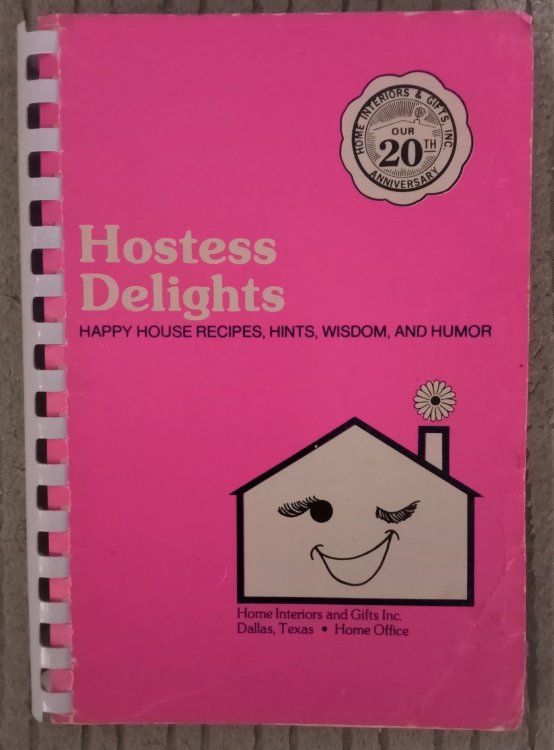 HOME INTERIORS & GIFTS, INC.
OUR
20TH
ANNIVERSARY
Hostess
Delights
HAPPY HOUSE RECIPES, HINTS, WISDOM, AND HUMOR
Home Interiors and Gifts Inc.
Dallas, Texas • Home Office